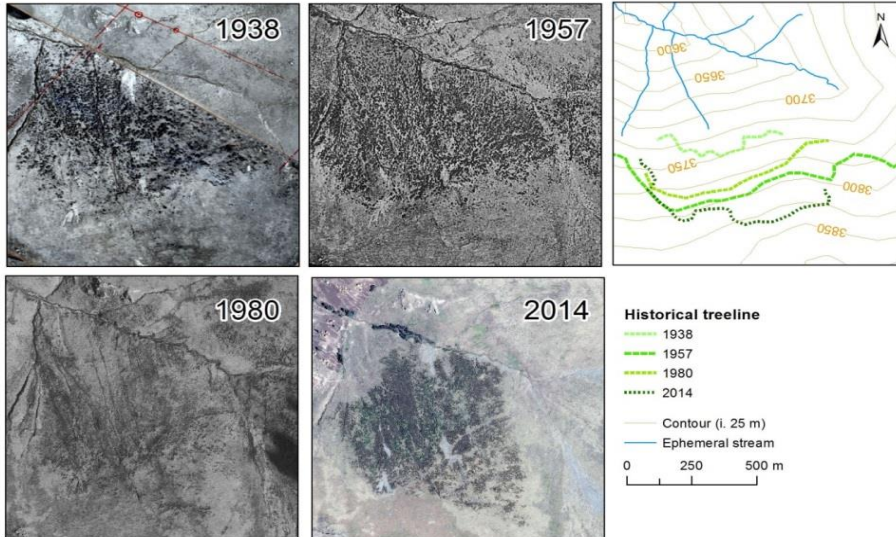 1938
1957
N
3600
3650
3700
3750
3800
3850
1980
2014
Historical treeline
1938
1957
1980
2014
Contour (i. 25 m)
Ephemeral stream
0 250 500 m